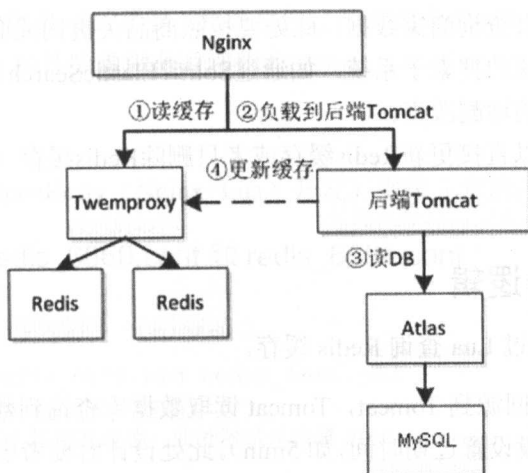 Nginx
①读缓存 ②负载到后端Tomcat
④更新缓存
Twemproxy
后端Tomcat
③读DB
Redis
Redis
Atlas
MySQL